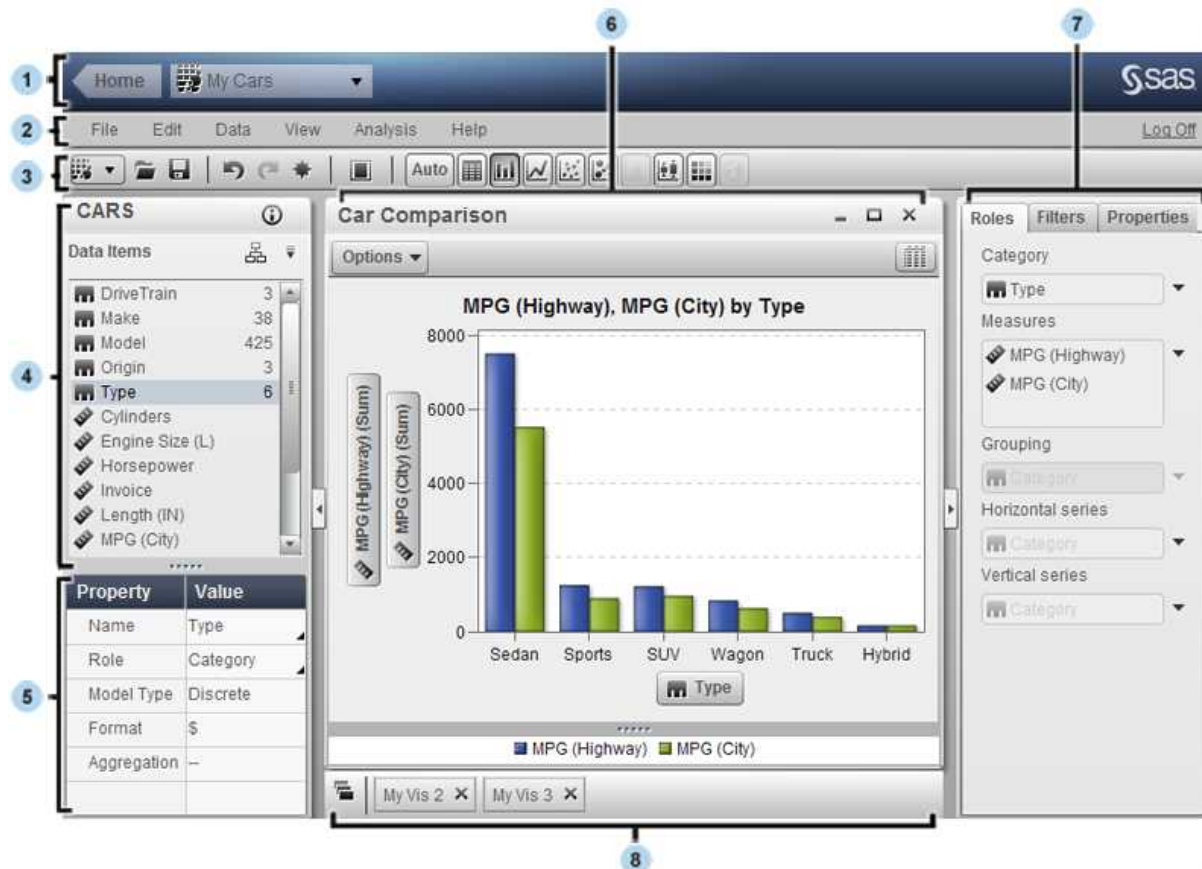 6
7
1
Home
My Cars
sas
2
File Edit Data View Analysis Help
Log Off
3
Auto
4
CARS
Data Items
DriveTrain 3
Make 38
Model 425
Origin 3
Type 6
Cylinders
Engine Size (L)
Horsepower
Invoice
Length (IN)
MPG (City)
5
Property Value
Name Type
Role Category
Model Type Discrete
Format $
Aggregation --
Car Comparison
Options
MPG (Highway), MPG (City) by Type
MPG (Highway) (Sum)
MPG (City) (Sum)
8000
6000
4000
2000
0
Sedan Sports SUV Wagon Truck Hybrid
Type
MPG (Highway) MPG (City)
My Vis 2 My Vis 3
8
Roles Filters Properties
Category
Type
Measures
MPG (Highway)
MPG (City)
Grouping
Category
Horizontal series
Category
Vertical series
Category